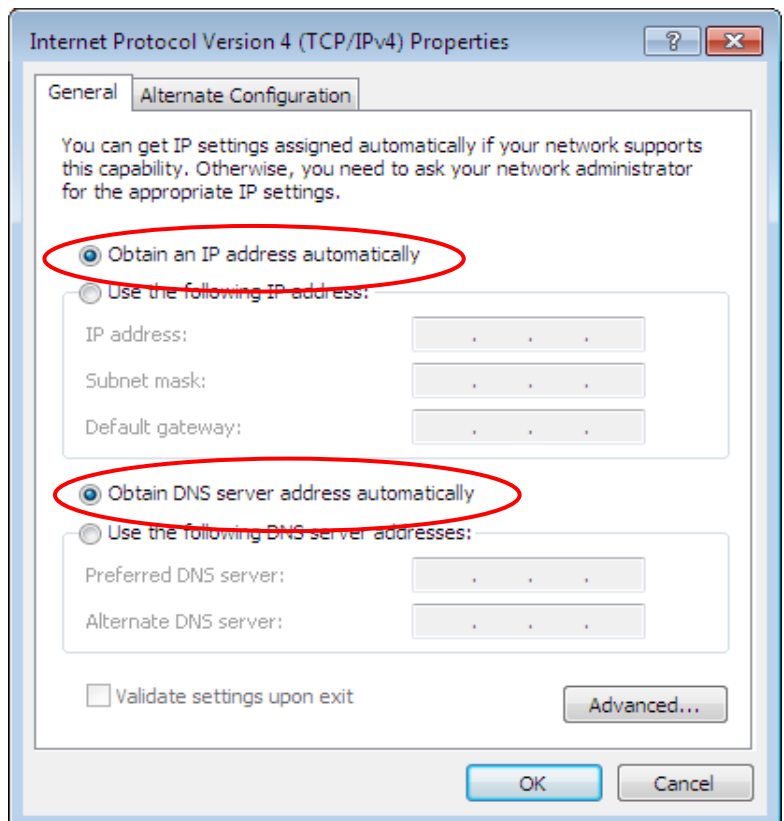 Internet Protocol Version 4 (TCP/IPv4) Properties
General
Alternate Configuration
You can get IP settings assigned automatically if your network supports
this capability. Otherwise, you need to ask your network administrator
for the appropriate IP settings.
Obtain an IP address automatically
Use the following IP address:
IP address:
Subnet mask:
Default gateway:
Obtain DNS server address automatically
Use the following DNS server addresses:
Preferred DNS server:
Alternate DNS server:
Validate settings upon exit
Advanced...
OK
Cancel